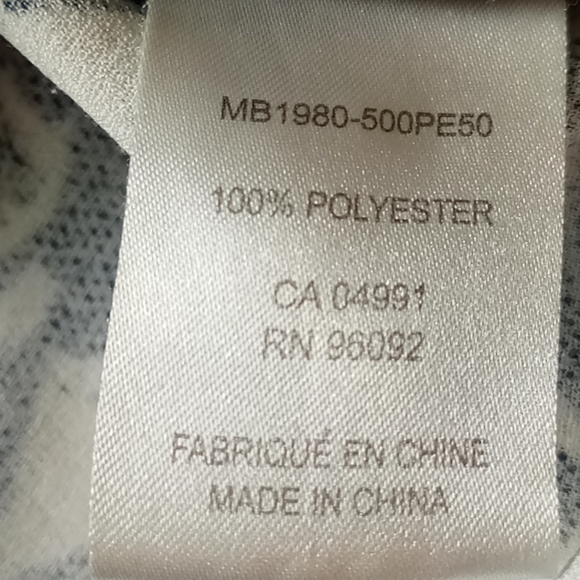 MB1980-500PE50
100% POLYESTER
CA 04991
RN 96092
FABRIQUÉ EN CHINE
MADE IN CHINA